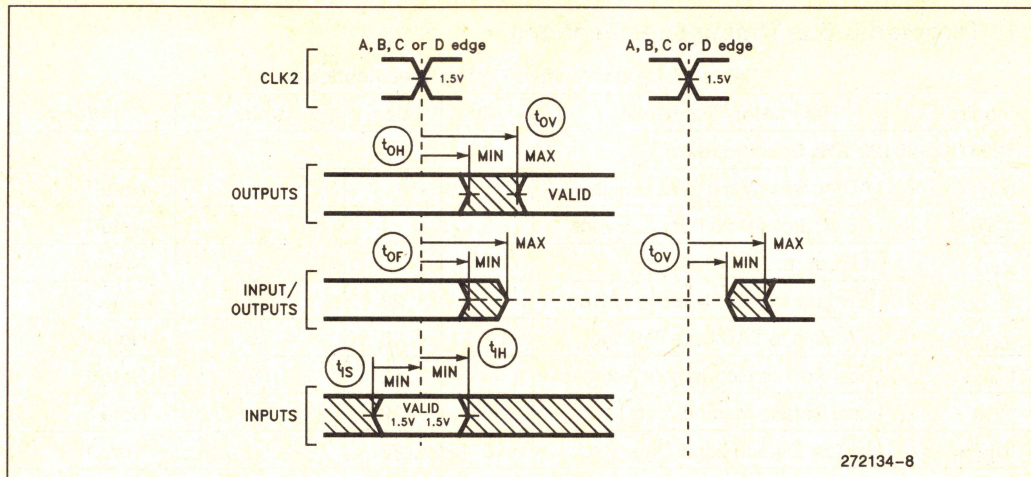 A, B, C or D edge A, B, C or D edge
CLK2 1.5V 1.5V
tOH tOV
MIN MAX
OUTPUTS VALID
tOF MAX tOV MAX
MIN MIN
INPUT/
OUTPUTS
tIS tIH
MIN MIN
INPUTS VALID
1.5V 1.5V
272134-8